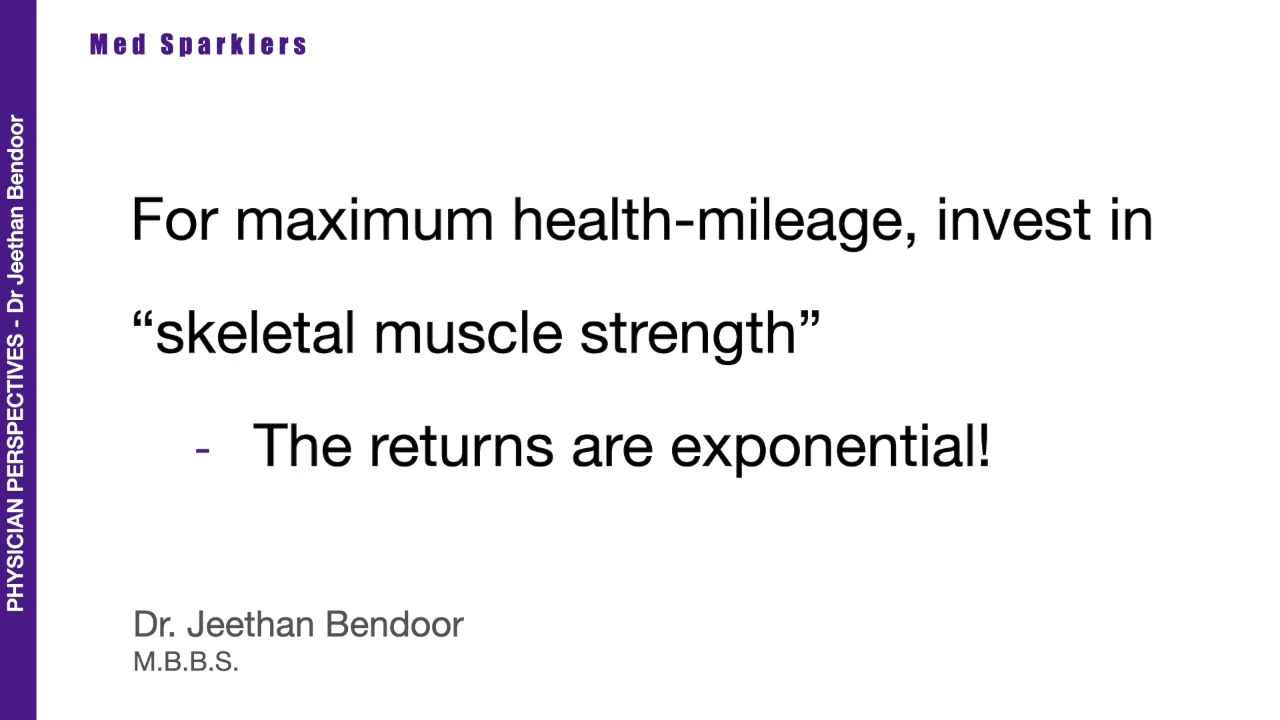 Med Sparklers
PHYSICIAN PERSPECTIVES - Dr Jeethan Bendoor
For maximum health-mileage, invest in
“skeletal muscle strength”
- The returns are exponential!
Dr. Jeethan Bendoor
M.B.B.S.